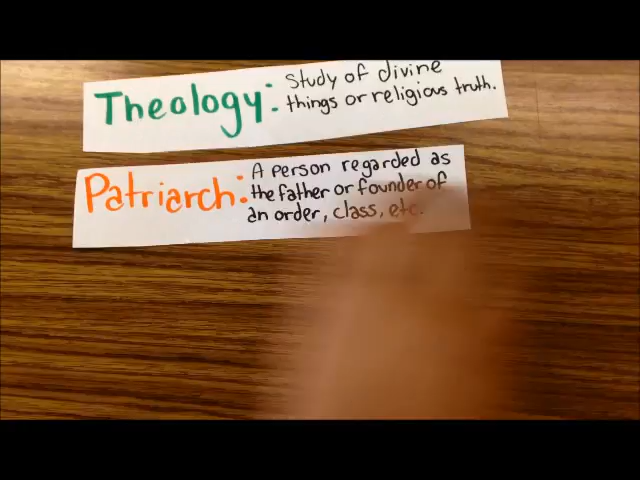 Theology: Study of divine
things or religious truth.
Patriarch: A person regarded as
the father or founder of
an order, class, etc.